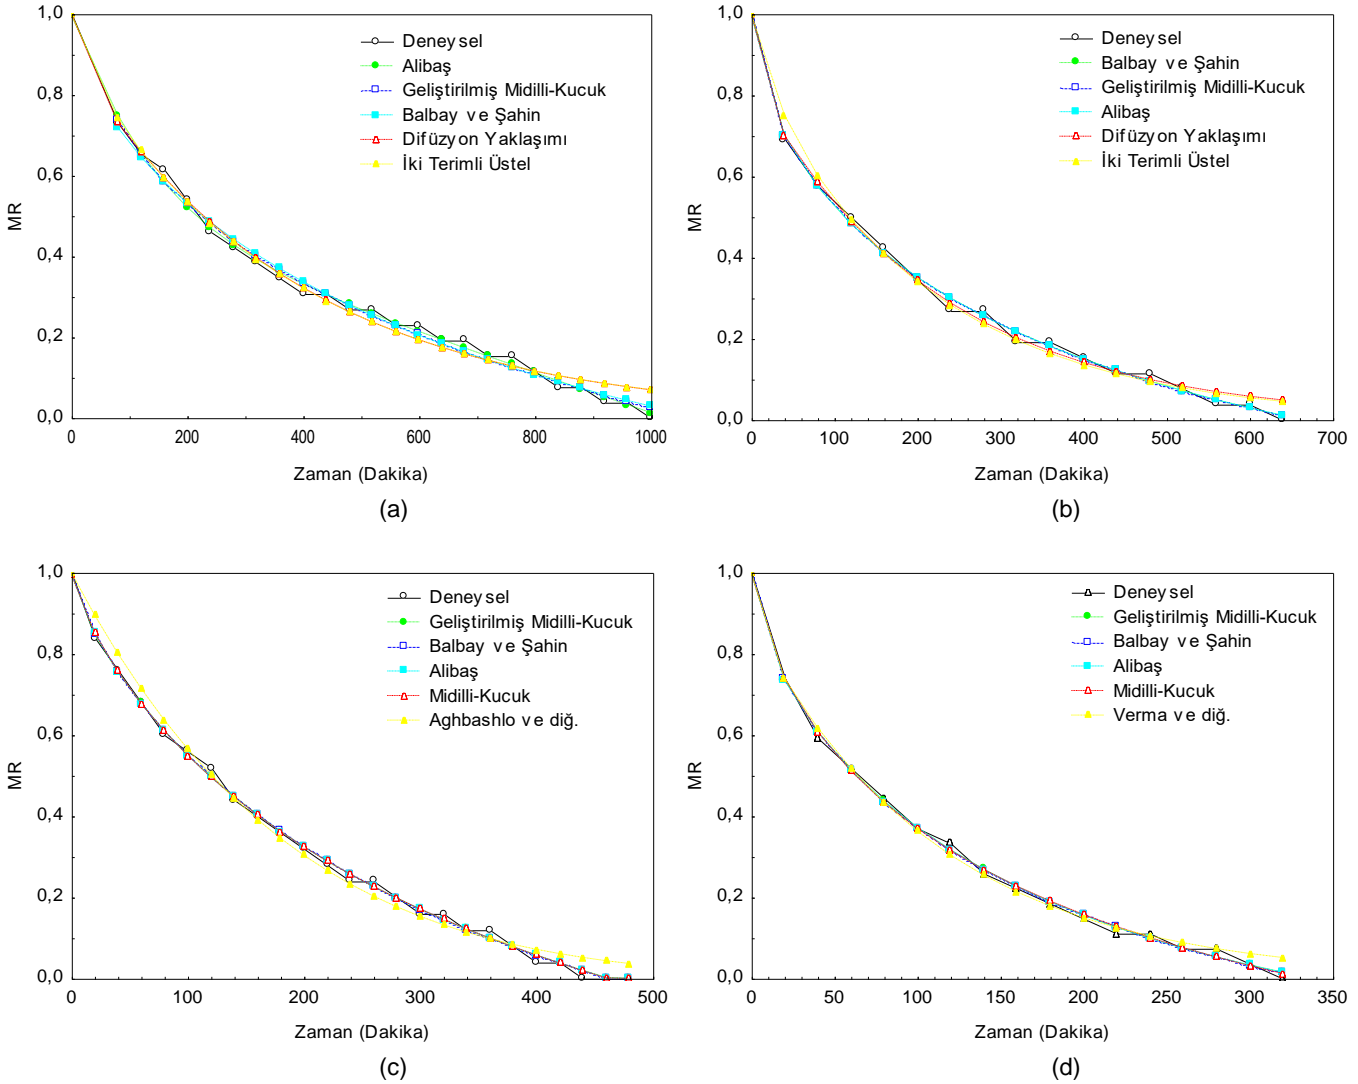 1,0
0,8
0,6
0,4
0,2
0,0
MR
Deneysel
Alibaş
Geliştirilmiş Midilli-Kucuk
Balbay ve Şahin
Difüzyon Yaklaşımı
İki Terimli Üstel
0 200 400 600 800 1000
Zaman (Dakika)
(a)
1,0
0,8
0,6
0,4
0,2
0,0
MR
Deneysel
Balbay ve Şahin
Geliştirilmiş Midilli-Kucuk
Alibaş
Difüzyon Yaklaşımı
İki Terimli Üstel
0 100 200 300 400 500 600 700
Zaman (Dakika)
(b)
1,0
0,8
0,6
0,4
0,2
0,0
MR
Deneysel
Geliştirilmiş Midilli-Kucuk
Balbay ve Şahin
Alibaş
Midilli-Kucuk
Aghbashlo ve diğ.
0 100 200 300 400 500
Zaman (Dakika)
(c)
1,0
0,8
0,6
0,4
0,2
0,0
MR
Deneysel
Geliştirilmiş Midilli-Kucuk
Balbay ve Şahin
Alibaş
Midilli-Kucuk
Verma ve diğ.
0 50 100 150 200 250 300 350
Zaman (Dakika)
(d)